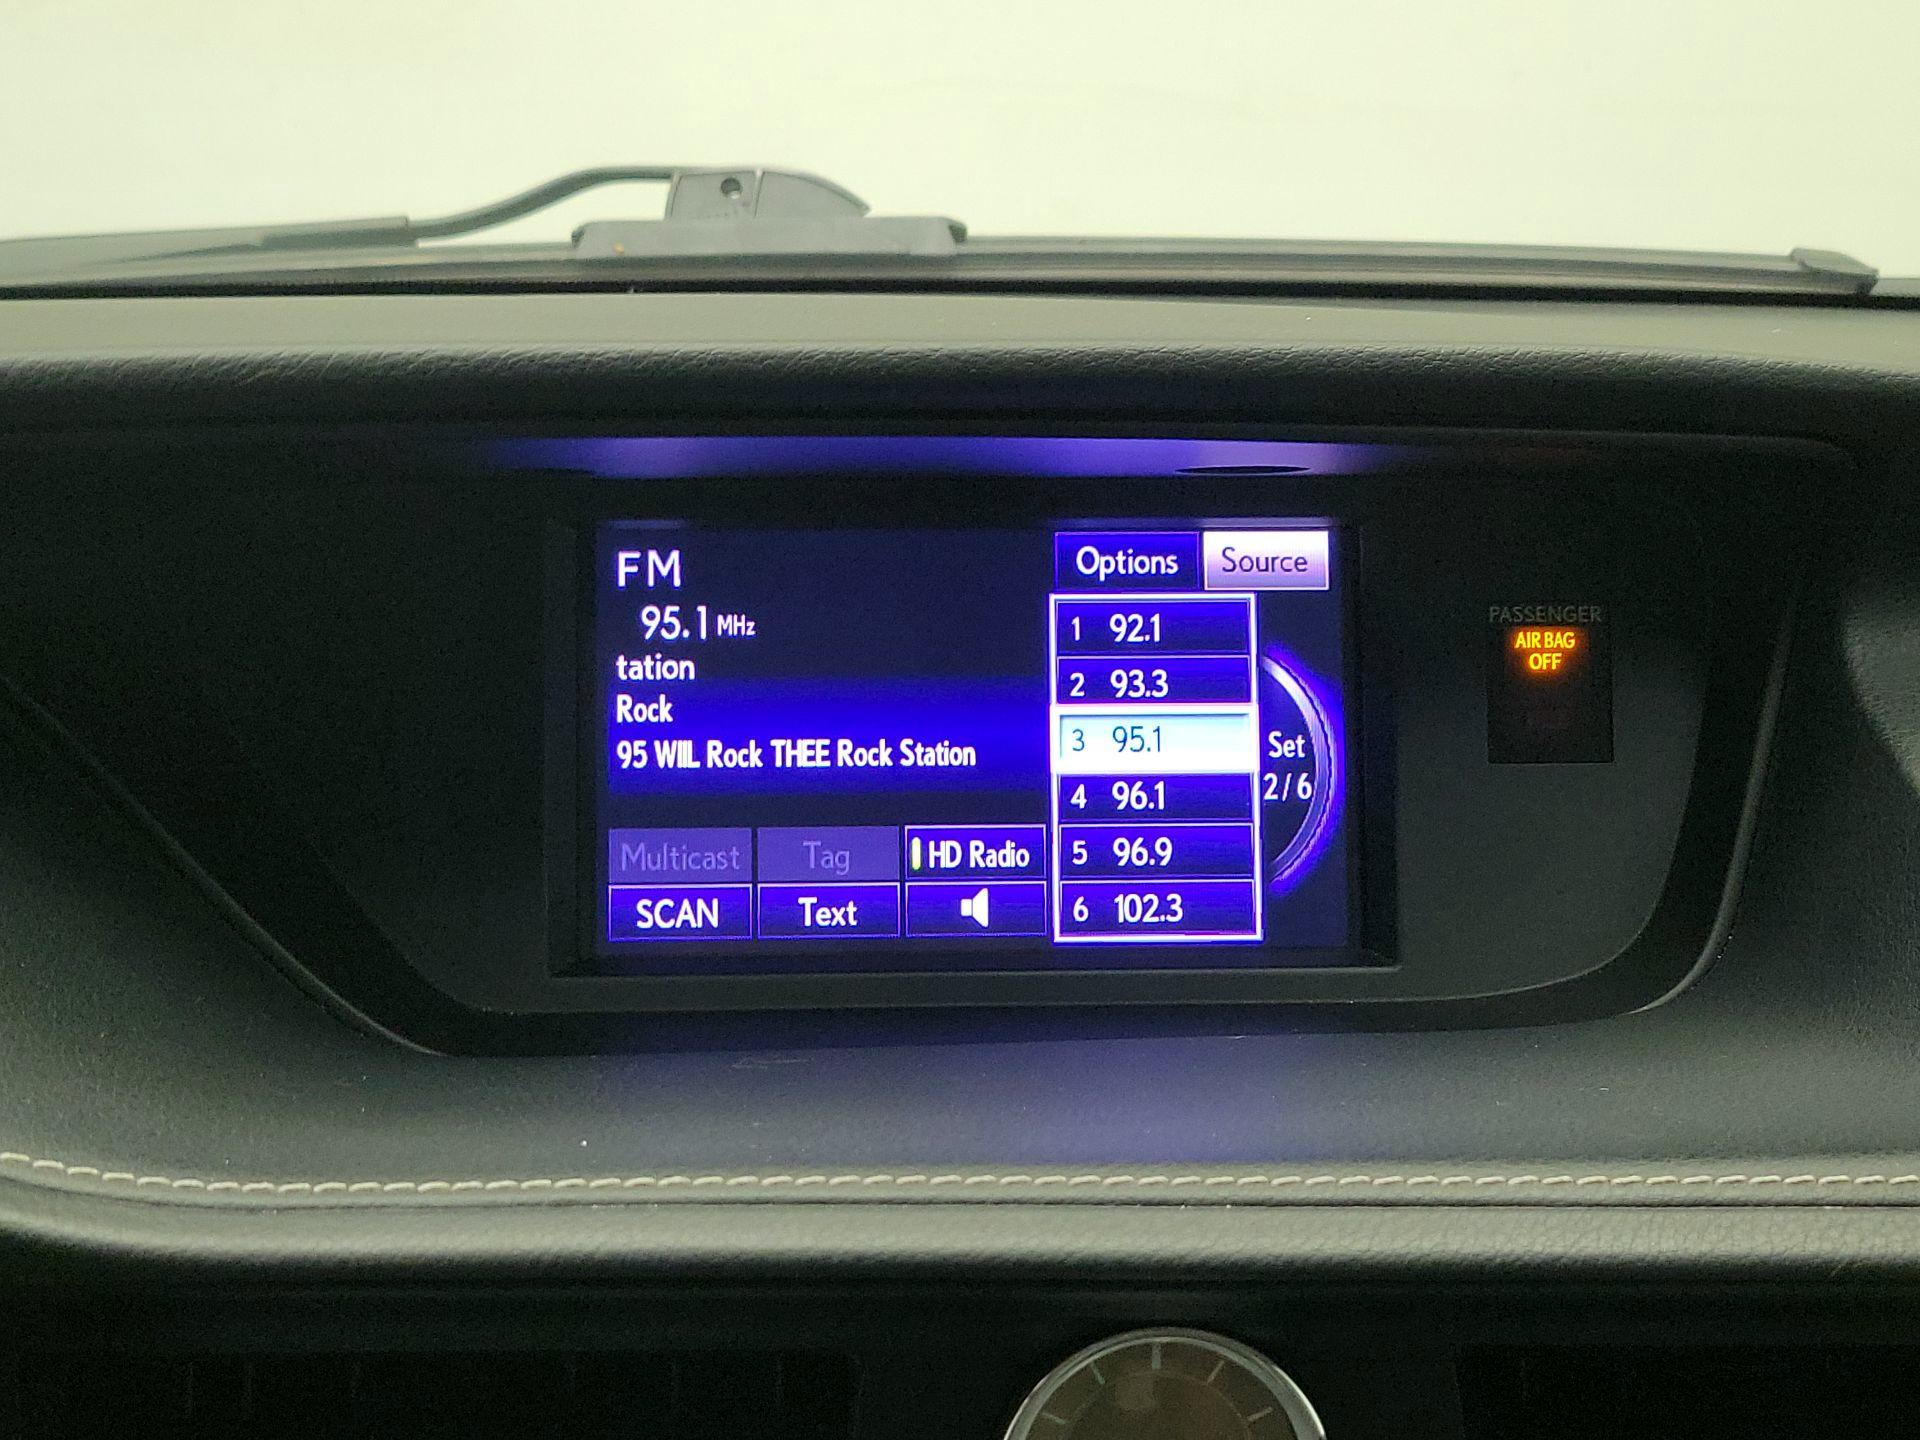 FM
95.1 MHz
tation
Rock
95 WIIL Rock THEE Rock Station
Multicast
Tag
HD Radio
SCAN
Text
Options
Source
1 92.1
2 93.3
3 95.1
4 96.1
5 96.9
6 102.3
Set
2/6
PASSENGER
AIR BAG
OFF